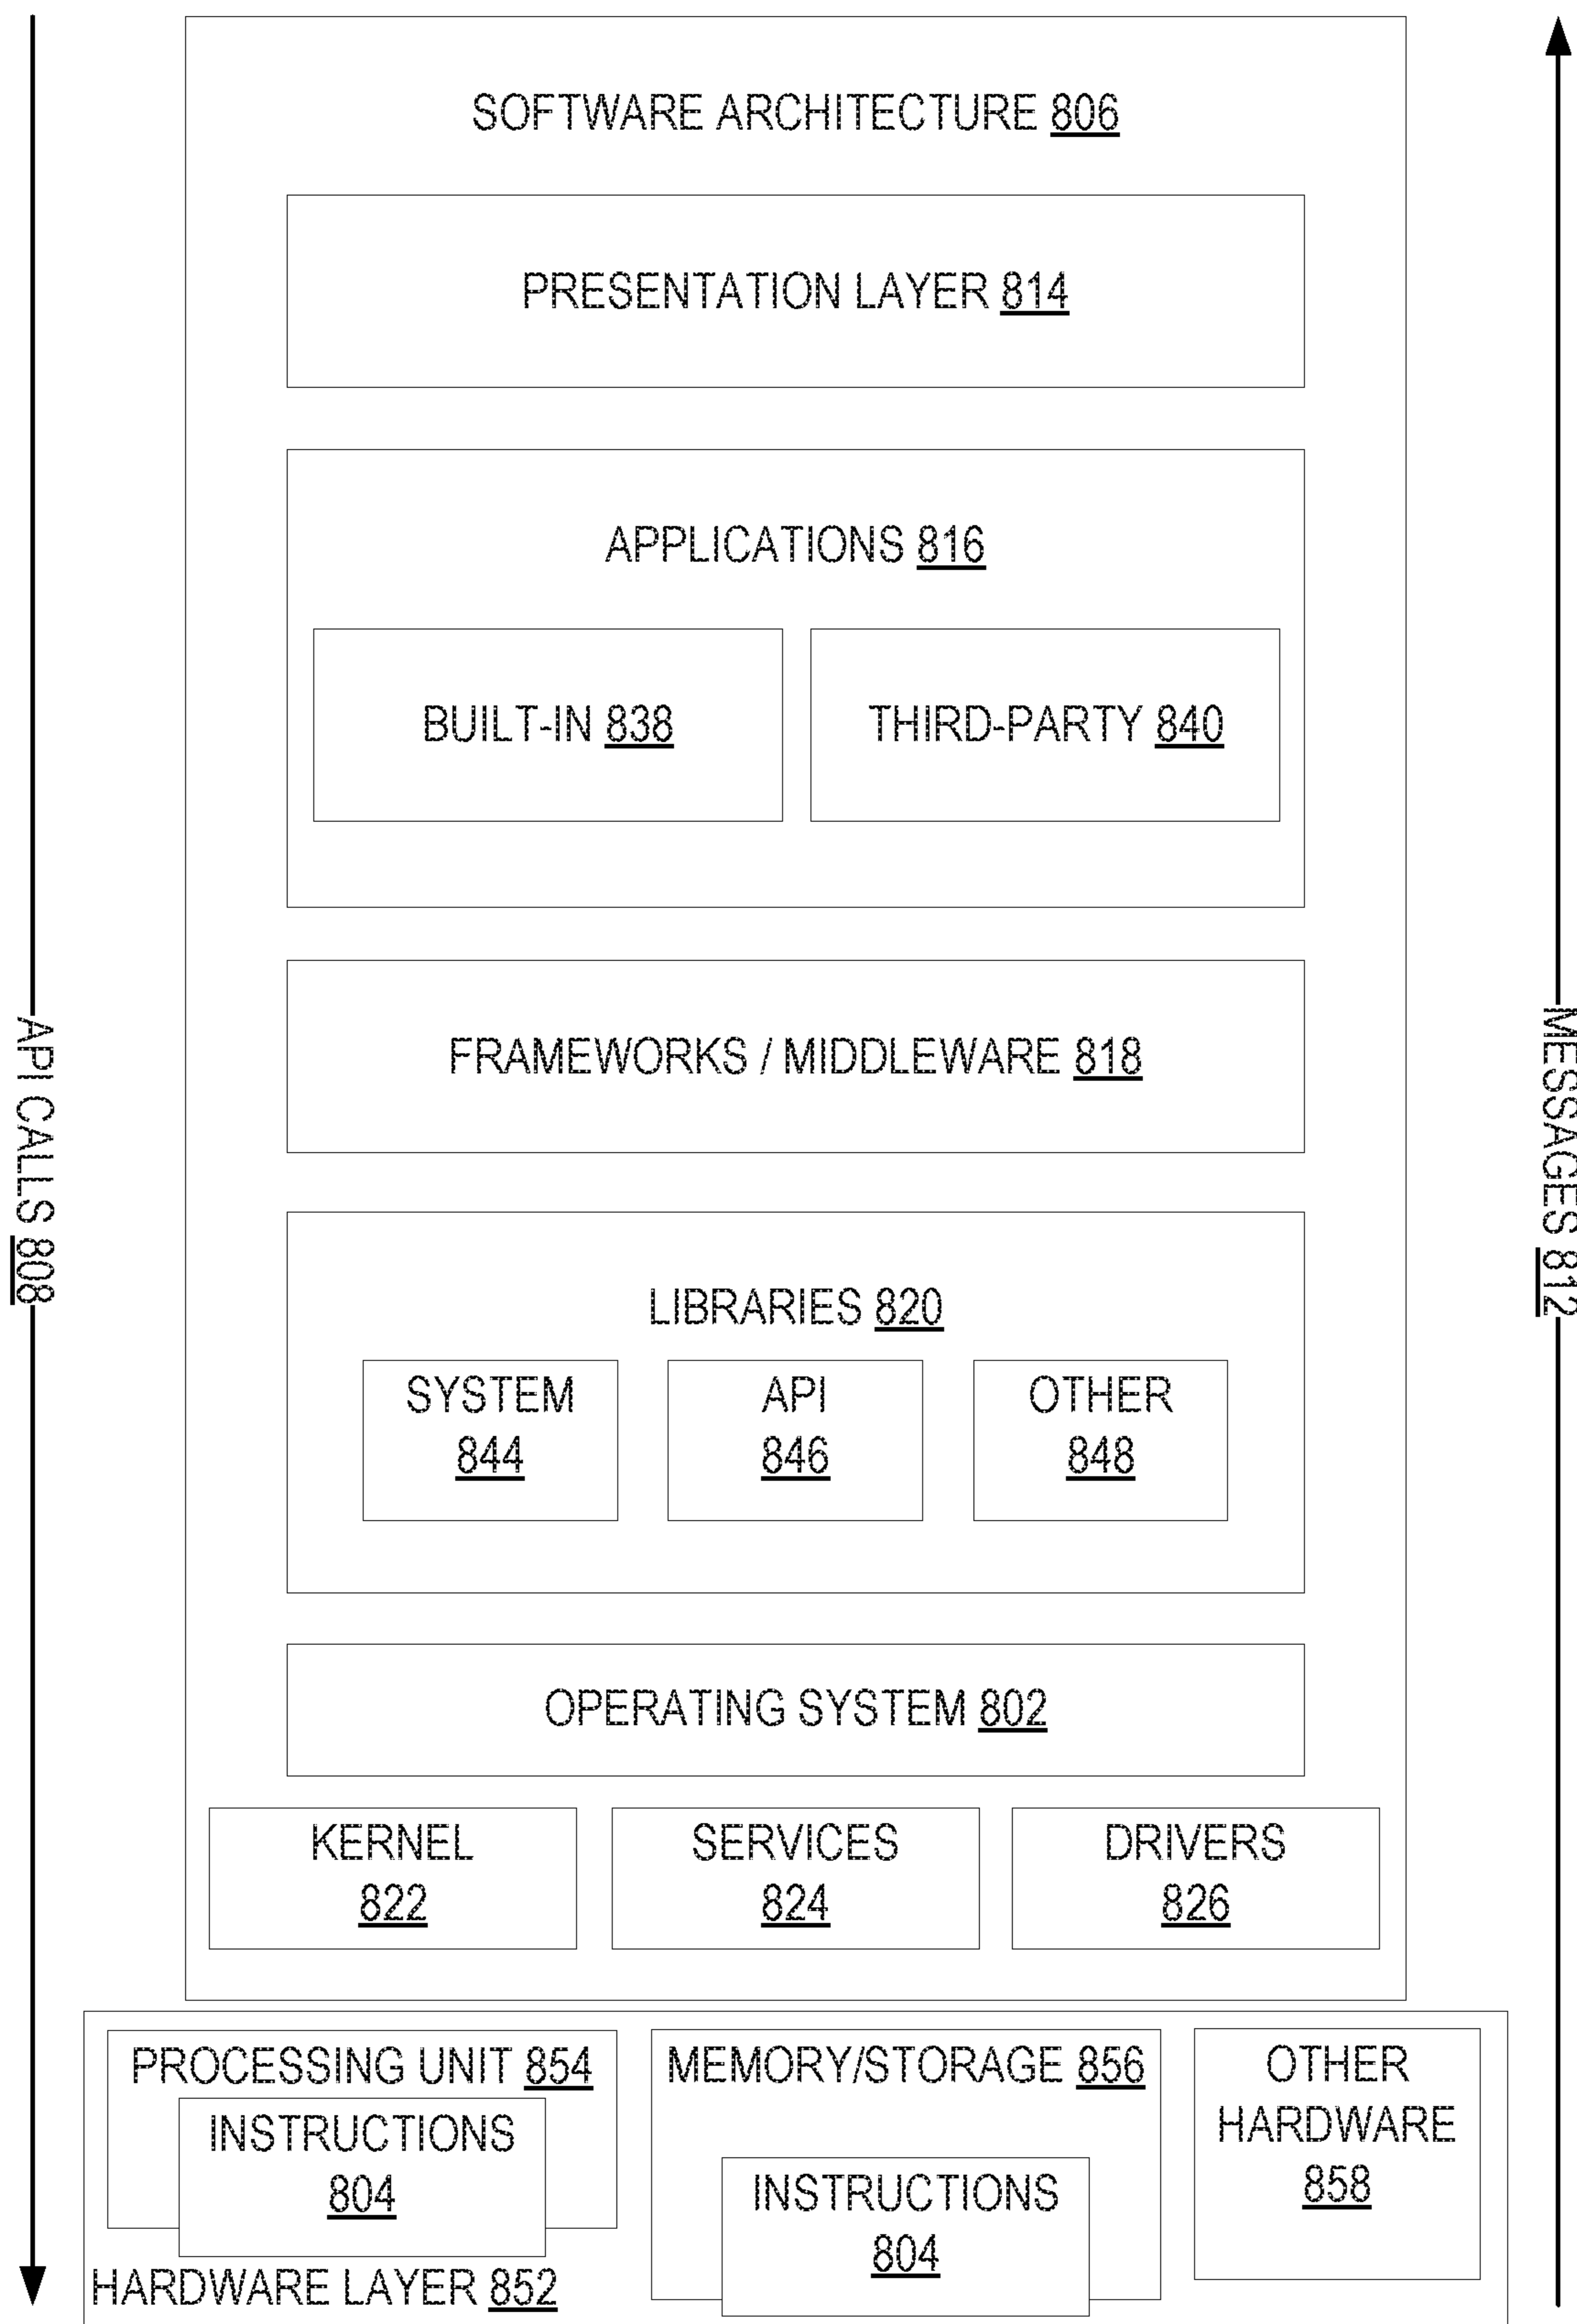 SOFTWARE ARCHITECTURE 806
PRESENTATION LAYER 814
APPLICATIONS 816
BUILT-IN 838
THIRD-PARTY 840
FRAMEWORKS / MIDDLEWARE 818
API CALLS 808
MESSAGES 812
LIBRARIES 820
SYSTEM
844
API
846
OTHER
848
OPERATING SYSTEM 802
KERNEL
822
SERVICES
824
DRIVERS
826
PROCESSING UNIT 854
INSTRUCTIONS
804
MEMORY/STORAGE 856
INSTRUCTIONS
804
OTHER
HARDWARE
858
HARDWARE LAYER 852